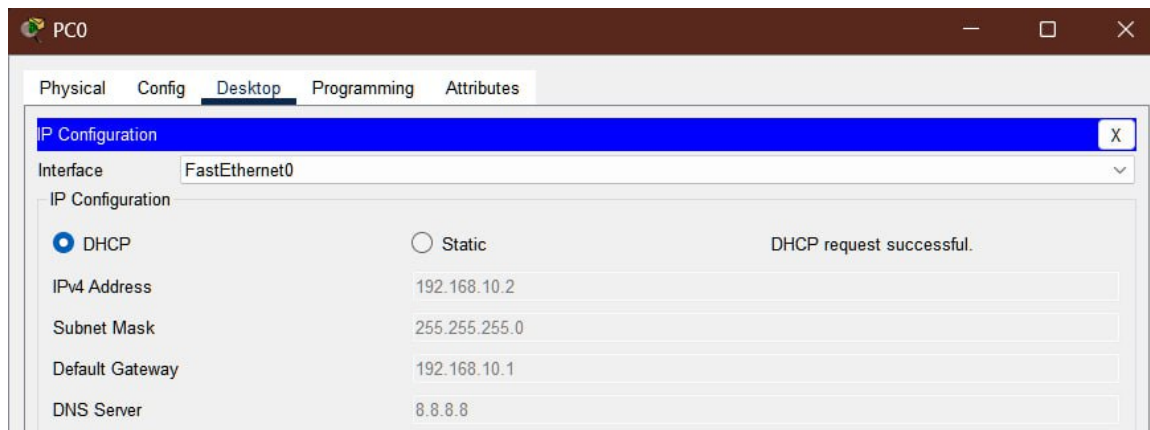 PC0
Physical Config Desktop Programming Attributes
IP Configuration X
Interface FastEthernet0
IP Configuration
DHCP Static DHCP request successful.
IPv4 Address 192.168.10.2
Subnet Mask 255.255.255.0
Default Gateway 192.168.10.1
DNS Server 8.8.8.8